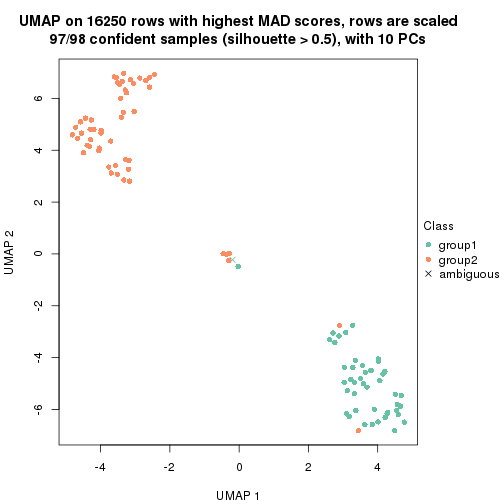 UMAP on 16250 rows with highest MAD scores, rows are scaled
97/98 confident samples (silhouette > 0.5), with 10 PCs
6
4
2
0
-2
-4
-6
UMAP 2
-4
-2
0
2
4
UMAP 1
Class
group1
group2
ambiguous